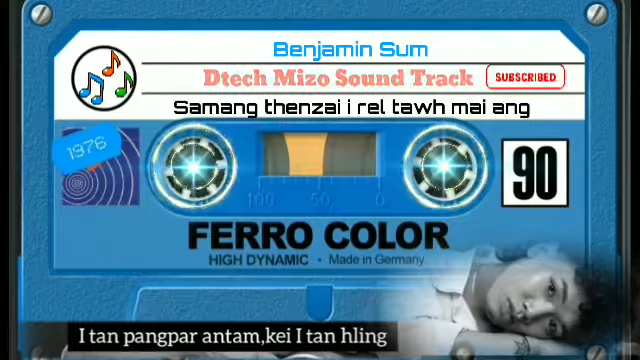 Benjamin Sum
Dtech Mizo Sound Track
SUBSCRIBED
Samang thenzai i rel tawh mai ang
1976
90
100 50 0
FERRO COLOR
HIGH DYNAMIC • Made in Germany
I tan pangpar antam,kei I tan hling